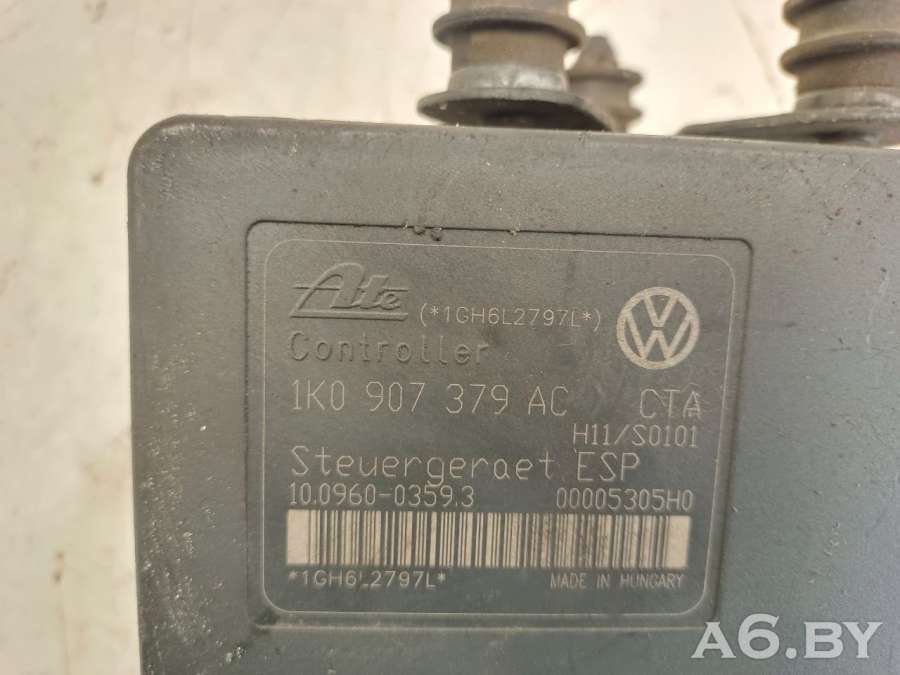 Ate (*1GH6L2797L*)
Controller
1K0 907 379 AC CTA
H11/S0101
Steuergeraet ESP
10.0960-0359.3 00005305H0
*1GH6L2797L* MADE IN HUNGARY
A6.BY